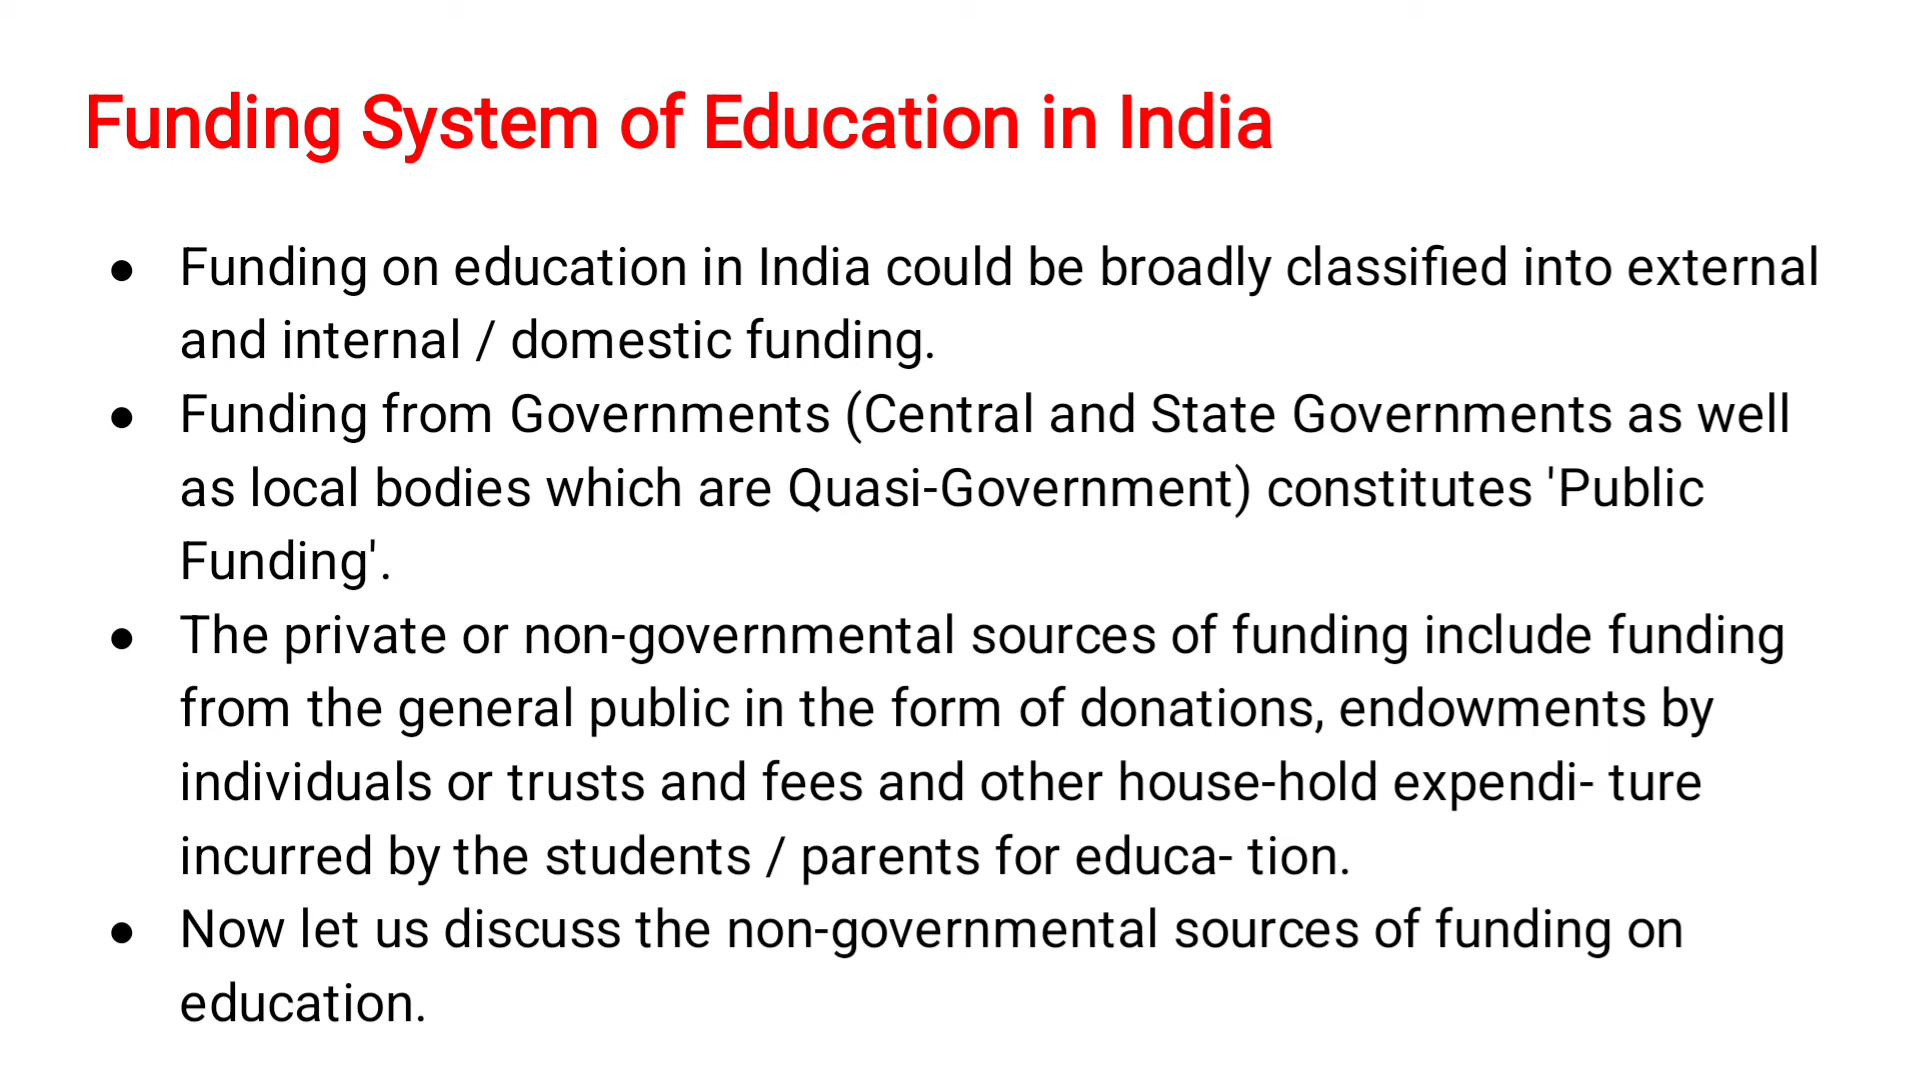 Funding System of Education in India
● Funding on education in India could be broadly classified into external
and internal / domestic funding.
● Funding from Governments (Central and State Governments as well
as local bodies which are Quasi-Government) constitutes 'Public
Funding'.
● The private or non-governmental sources of funding include funding
from the general public in the form of donations, endowments by
individuals or trusts and fees and other house-hold expendi- ture
incurred by the students / parents for educa- tion.
● Now let us discuss the non-governmental sources of funding on
education.